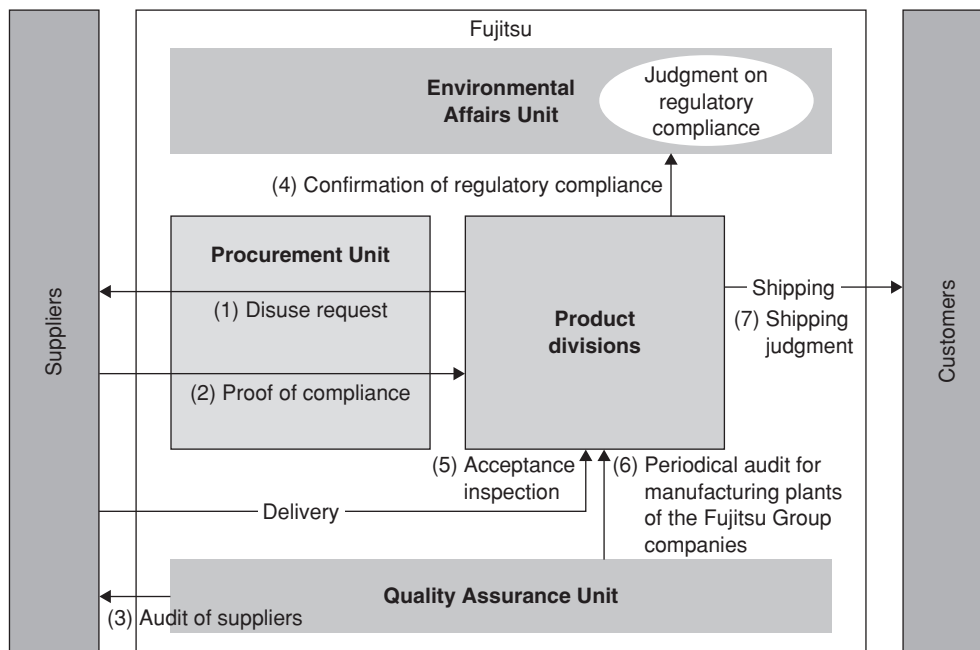 Fujitsu
Environmental
Affairs Unit
Judgment on
regulatory
compliance
(4) Confirmation of regulatory compliance
Procurement Unit
(1) Disuse request
(2) Proof of compliance
Product
divisions
Shipping
(7) Shipping
judgment
Suppliers
Customers
(5) Acceptance
inspection
(6) Periodical audit for
manufacturing plants
of the Fujitsu Group
companies
Delivery
Quality Assurance Unit
(3) Audit of suppliers